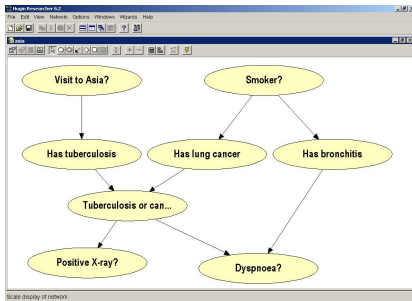 Hugin Researcher 6.2
File Edit View Network Options Windows Wizards Help
asia
Visit to Asia?
Smoker?
Has tuberculosis
Has lung cancer
Has bronchitis
Tuberculosis or can...
Positive X-ray?
Dyspnoea?
Scale display of network